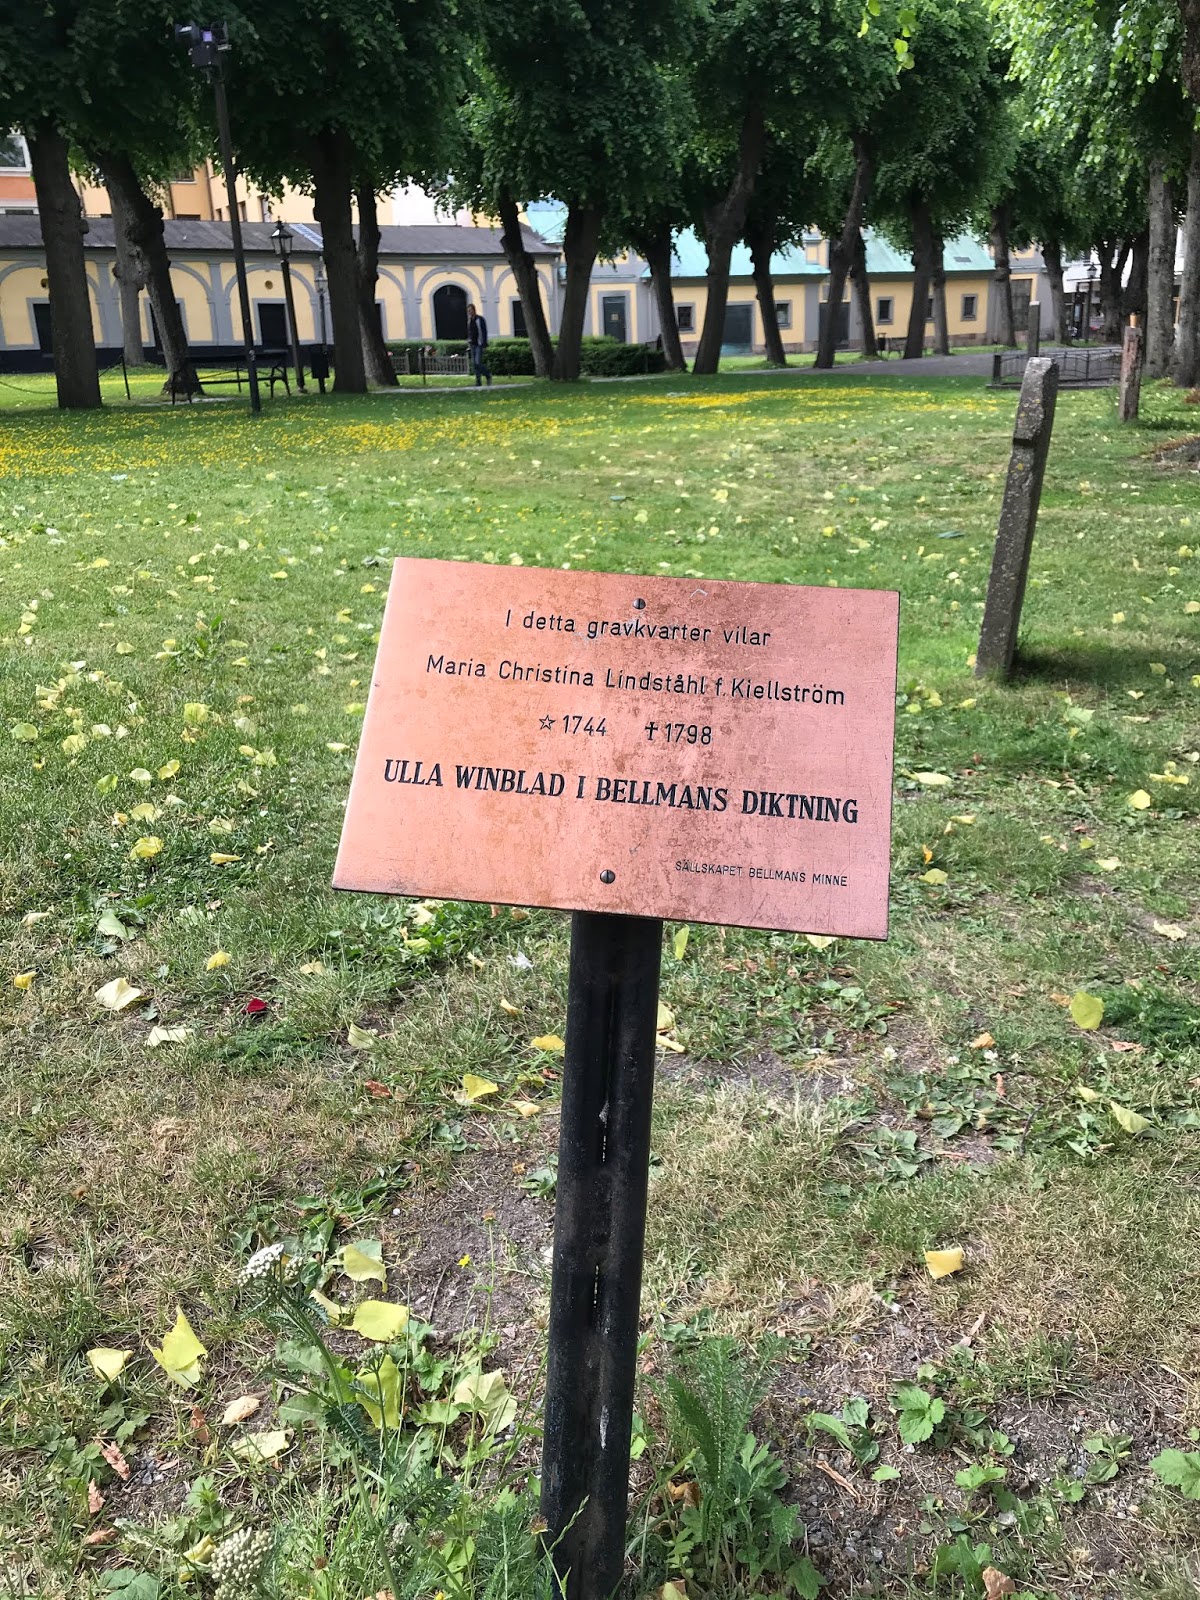 I detta gravkvarter vilar
Maria Christina Lindståhl f.Kiellström
☆1744 ✝1798
ULLA WINBLAD I BELLMANS DIKTNING
SÄLLSKAPET BELLMANS MINNE